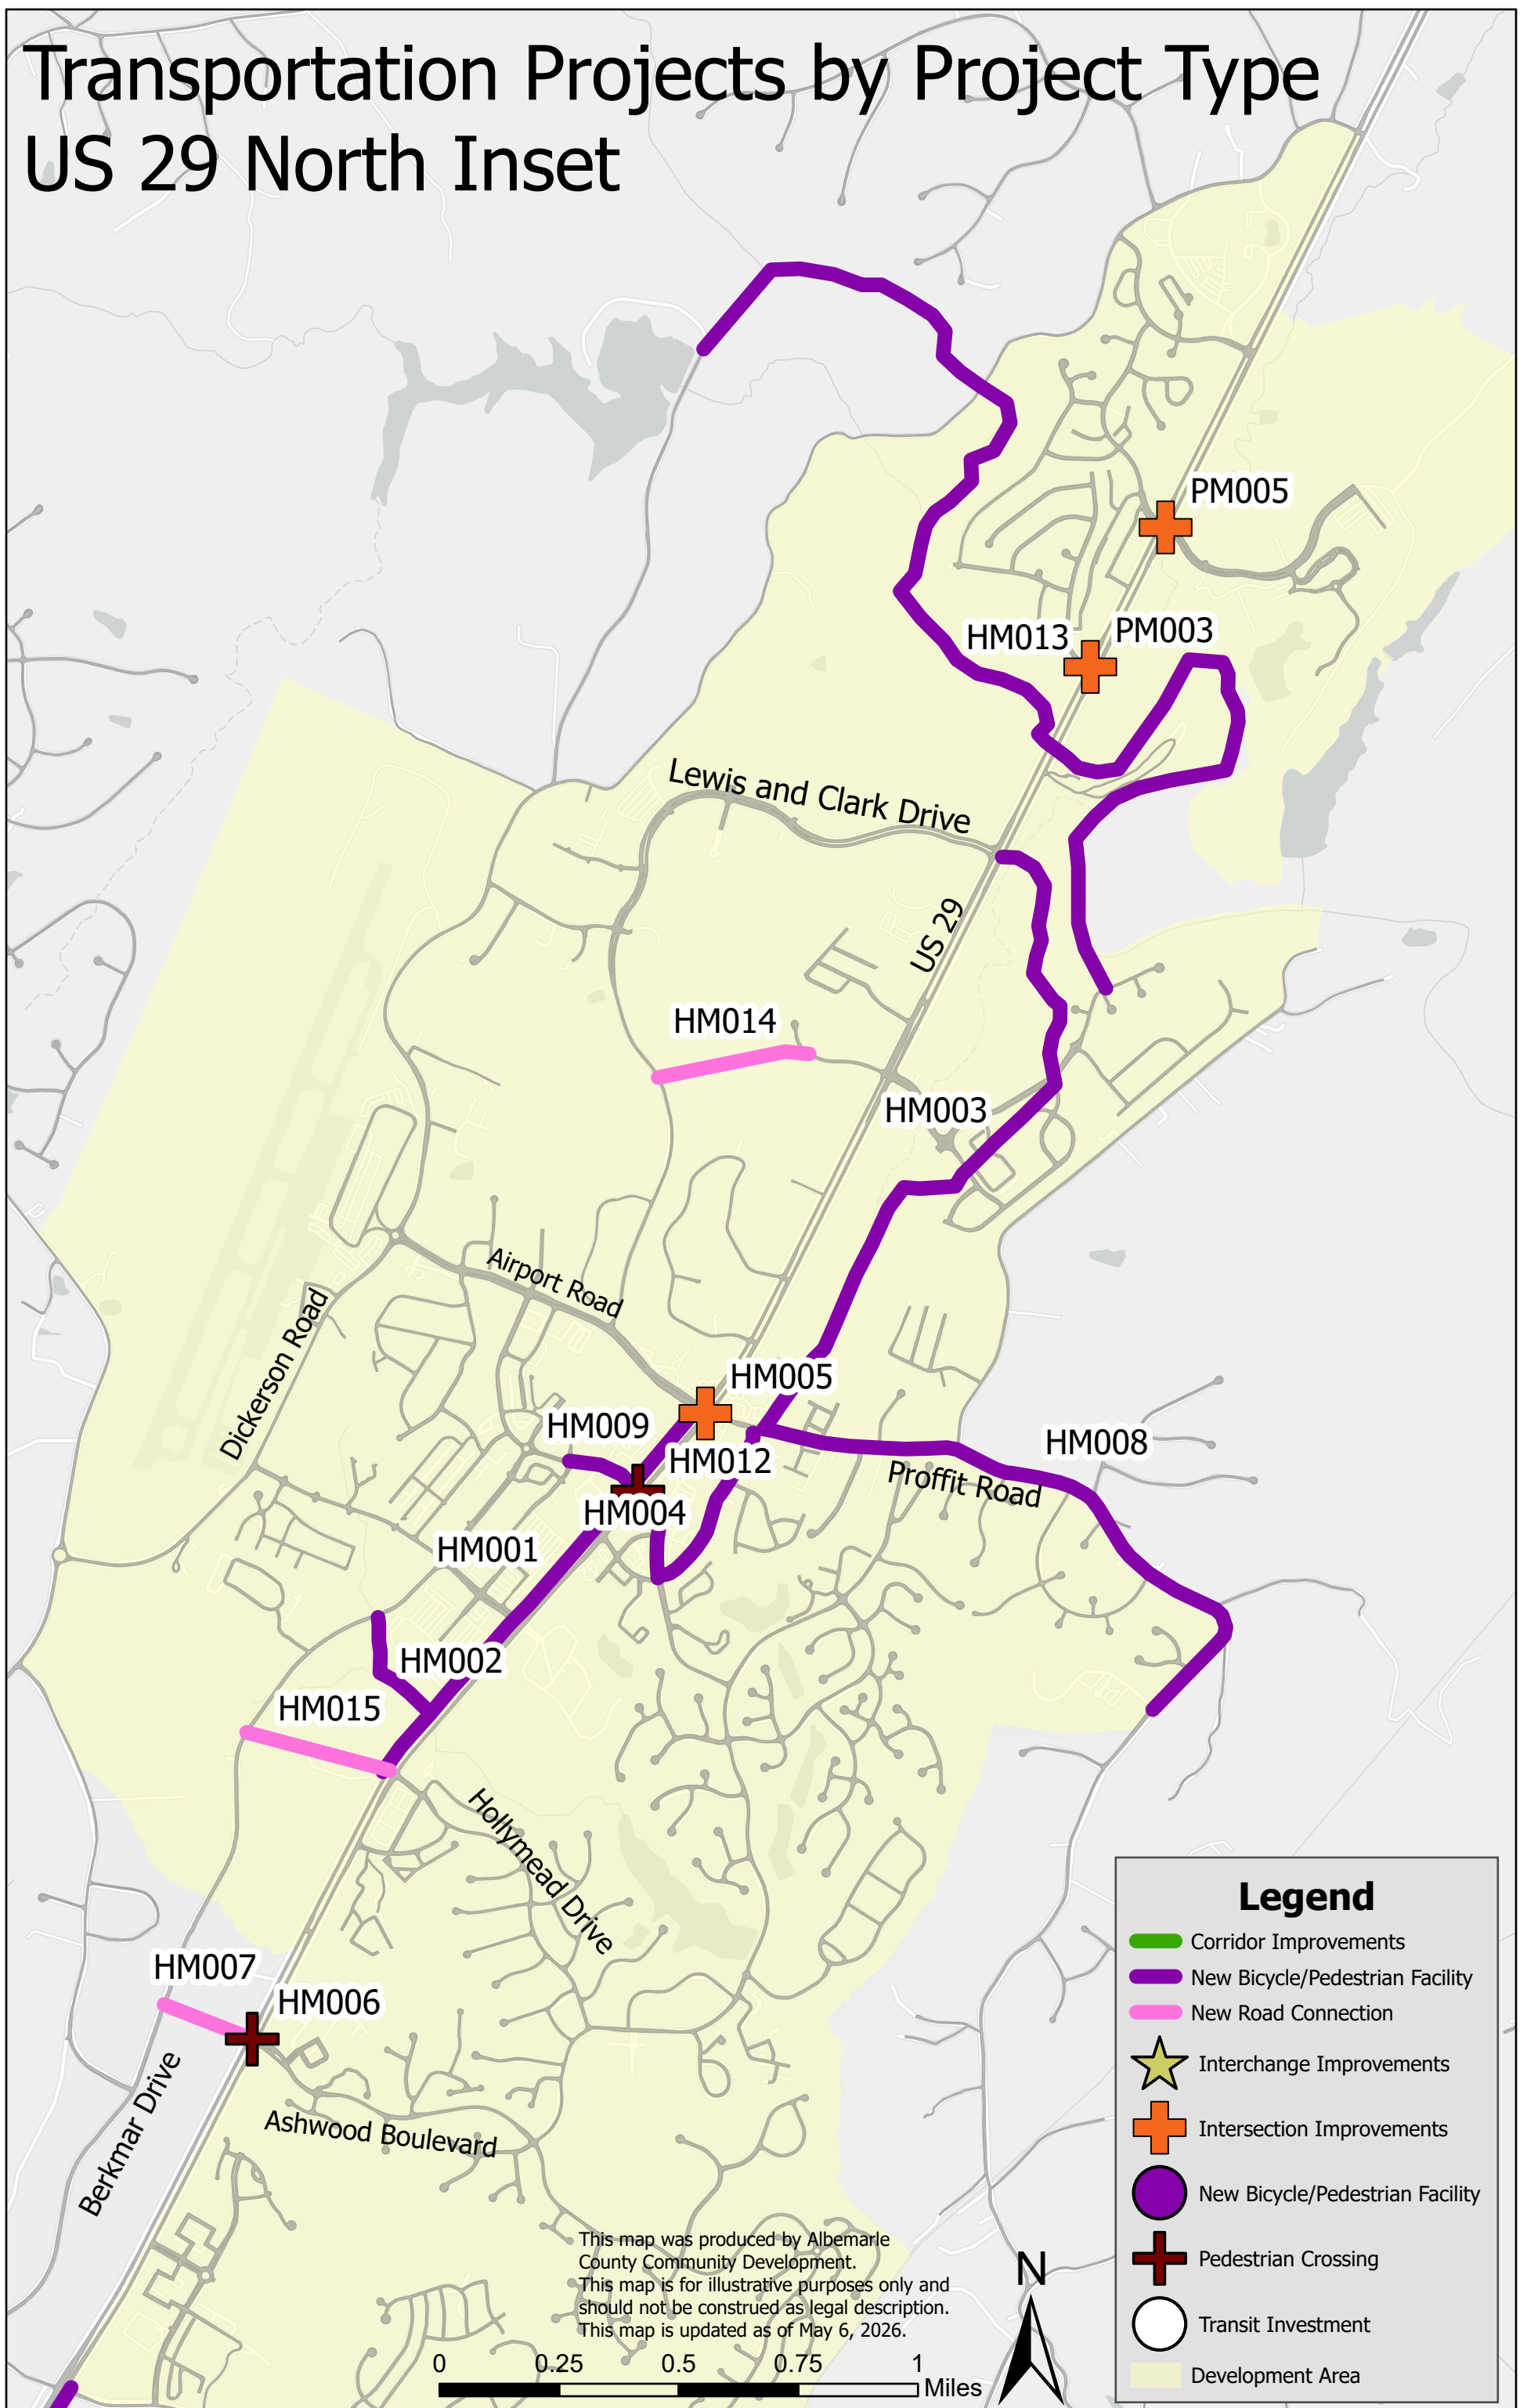 Transportation Projects by Project Type
US 29 North Inset
PM005
HM013
PM003
Lewis and Clark Drive
US 29
HM014
HM003
Airport Road
Dickerson Road
HM005
HM009
HM012
HM008
Proffit Road
HM004
HM001
HM002
HM015
Hollymead Drive
HM007
HM006
Berkmar Drive
Ashwood Boulevard
Legend
Corridor Improvements
New Bicycle/Pedestrian Facility
New Road Connection
Interchange Improvements
Intersection Improvements
New Bicycle/Pedestrian Facility
Pedestrian Crossing
Transit Investment
Development Area
This map was produced by Albemarle
County Community Development.
This map is for illustrative purposes only and
should not be construed as legal description.
This map is updated as of May 6, 2026.
N
0 0.25 0.5 0.75 1
Miles